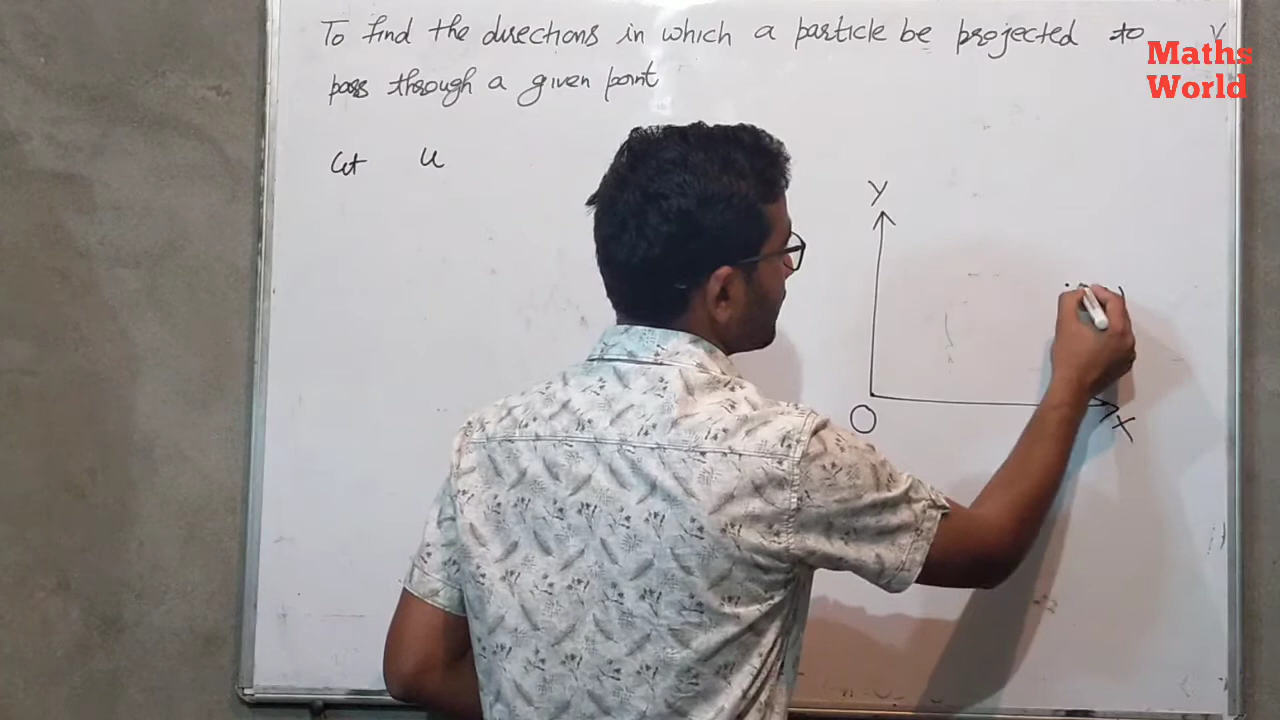 To find the directions in which a particle be projected to
pass through a given point
Maths
World
Let u
Y
O
X